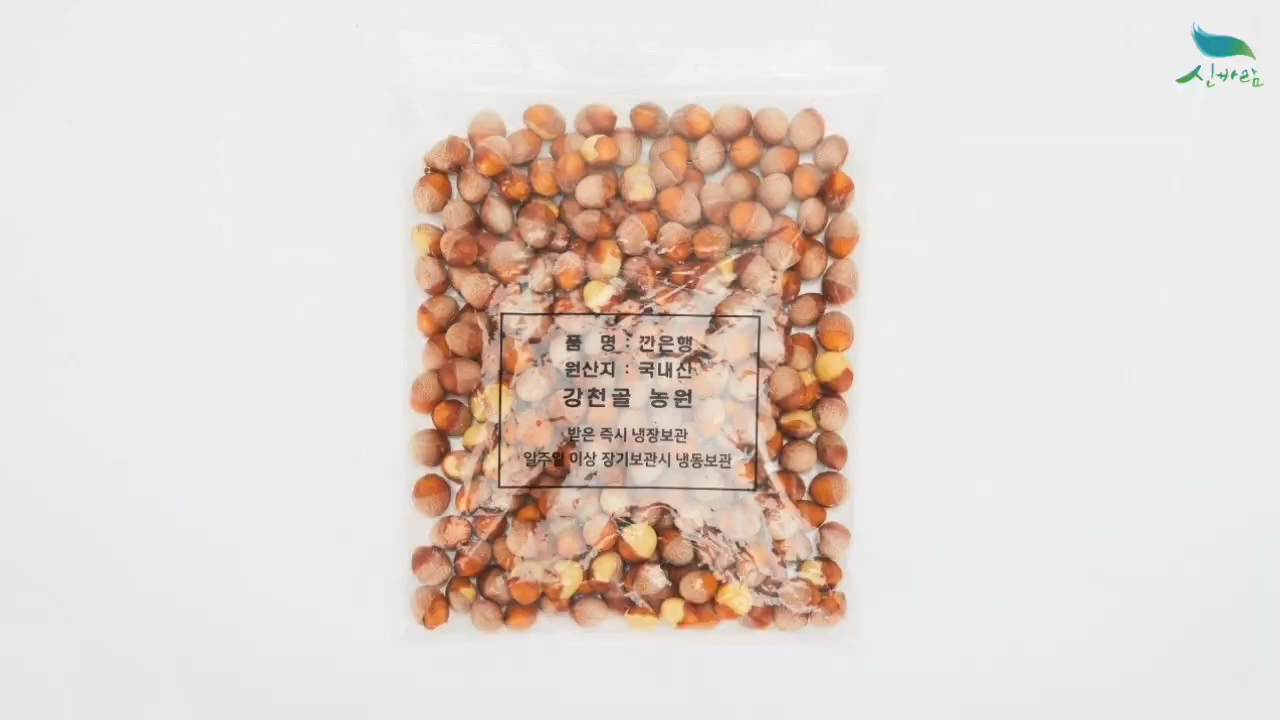 신바람
품 명 : 깐은행
원산지 : 국내산
강천골 농원
받은 즉시 냉장보관
일주일 이상 장기보관시 냉동보관